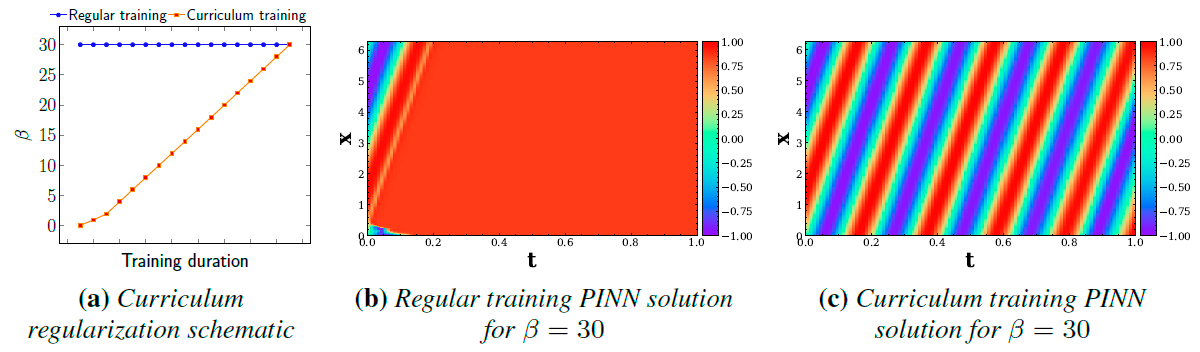 Regular training Curriculum training
30
25
20
15
10
5
0
β
Training duration
(a) Curriculum
regularization schematic
6
5
4
3
2
1
0
x
0.0 0.2 0.4 0.6 0.8 1.0
t
1.00
0.75
0.50
0.25
0.00
−0.25
−0.50
−0.75
−1.00
(b) Regular training PINN solution
for β = 30
6
5
4
3
2
1
0
x
0.0 0.2 0.4 0.6 0.8 1.0
t
1.00
0.75
0.50
0.25
0.00
−0.25
−0.50
−0.75
−1.00
(c) Curriculum training PINN
solution for β = 30